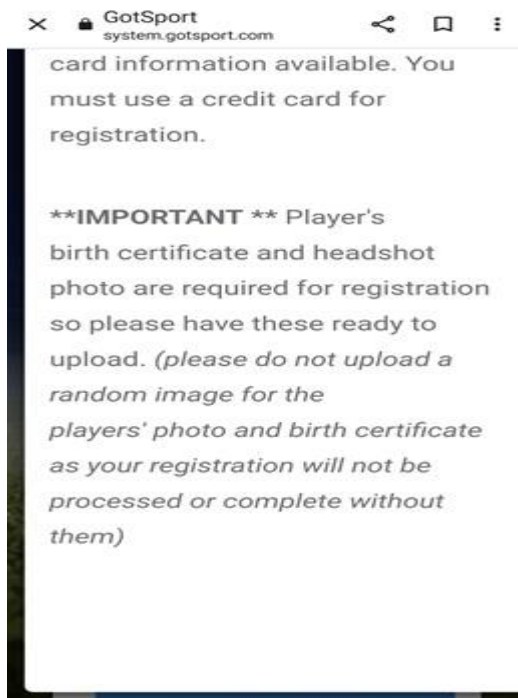 GotSport
system.gotsport.com
card information available. You
must use a credit card for
registration.
**IMPORTANT ** Player's
birth certificate and headshot
photo are required for registration
so please have these ready to
upload. (please do not upload a
random image for the
players' photo and birth certificate
as your registration will not be
processed or complete without
them)